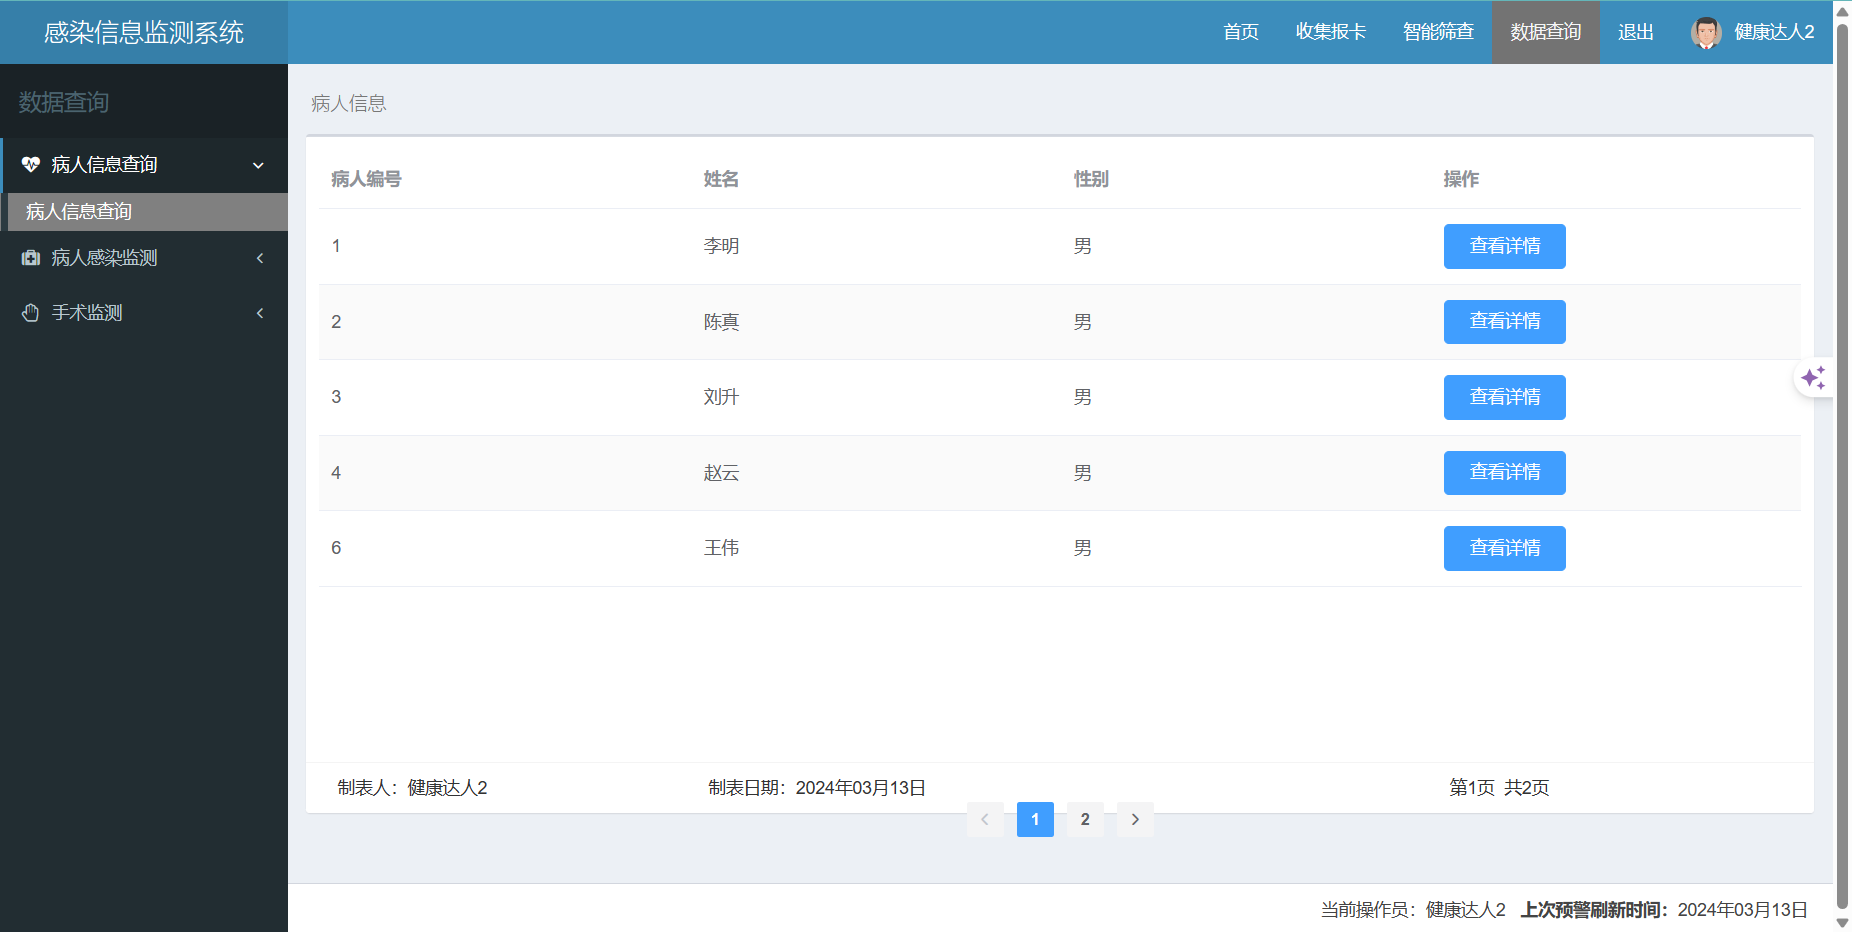 感染信息监测系统
首页 收集报卡 智能筛查 数据查询 退出 健康达人2
数据查询
病人信息查询
病人信息查询
病人感染监测
手术监测
病人信息
病人编号 姓名 性别 操作
1 李明 男 查看详情
2 陈真 男 查看详情
3 刘升 男 查看详情
4 赵云 男 查看详情
6 王伟 男 查看详情
制表人：健康达人2 制表日期：2024年03月13日 第1页 共2页
1 2
当前操作员：健康达人2 上次预警刷新时间：2024年03月13日